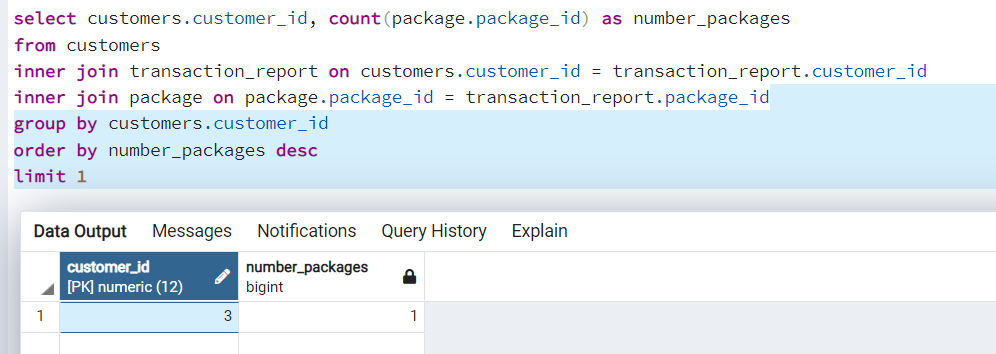 select customers.customer_id, count(package.package_id) as number_packages
from customers
inner join transaction_report on customers.customer_id = transaction_report.customer_id
inner join package on package.package_id = transaction_report.package_id
group by customers.customer_id
order by number_packages desc
limit 1
Data Output Messages Notifications Query History Explain
customer_id number_packages
[PK] numeric (12) bigint
1 3 1